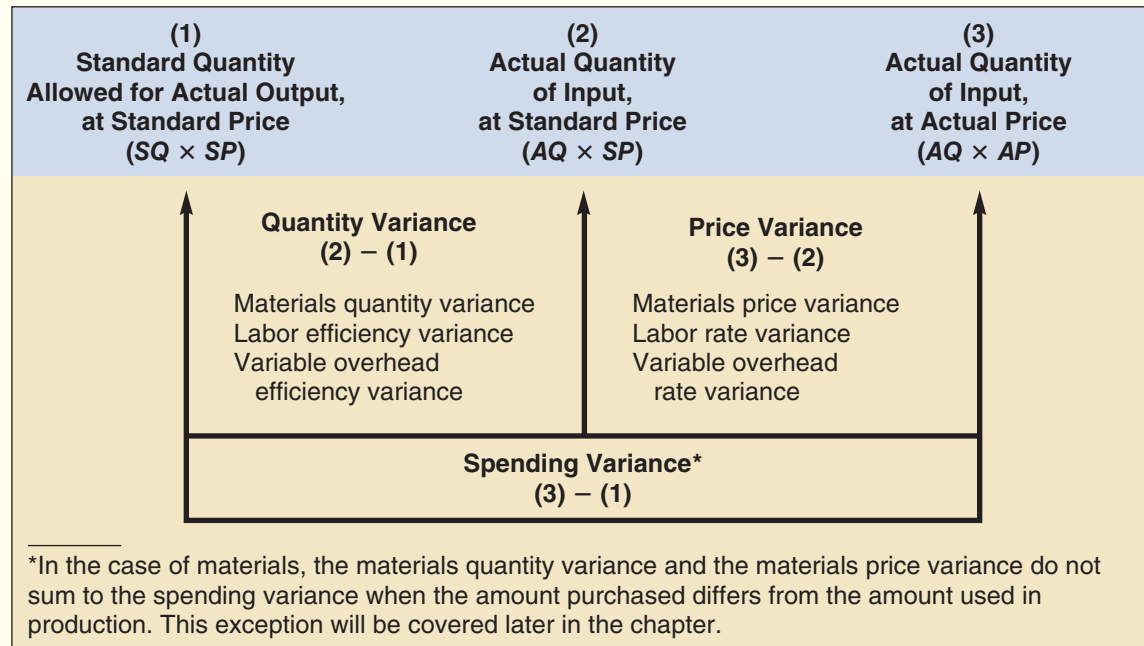 (1)
Standard Quantity
Allowed for Actual Output,
at Standard Price
(SQ × SP)
(2)
Actual Quantity
of Input,
at Standard Price
(AQ × SP)
(3)
Actual Quantity
of Input,
at Actual Price
(AQ × AP)
Quantity Variance
(2) − (1)
Materials quantity variance
Labor efficiency variance
Variable overhead
efficiency variance
Price Variance
(3) − (2)
Materials price variance
Labor rate variance
Variable overhead
rate variance
Spending Variance*
(3) − (1)
*In the case of materials, the materials quantity variance and the materials price variance do not
sum to the spending variance when the amount purchased differs from the amount used in
production. This exception will be covered later in the chapter.